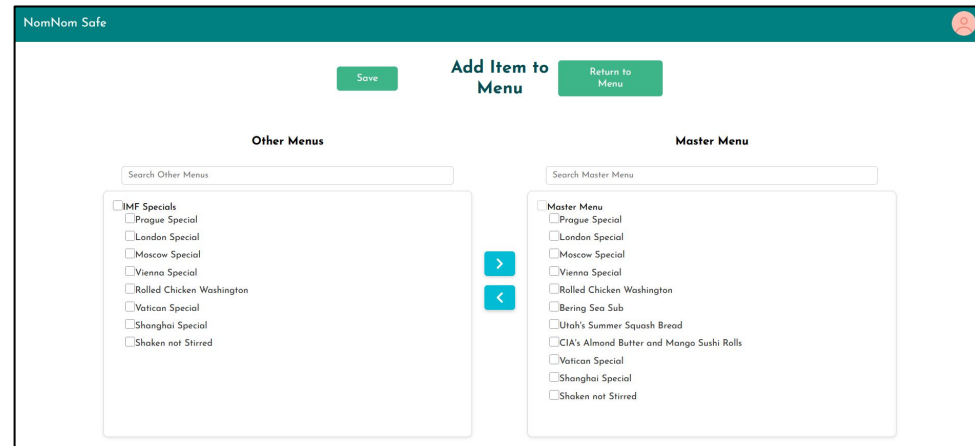 NomNom Safe
Save
Add Item to
Menu
Return to
Menu
Other Menus
Search Other Menus
IMF Specials
Prague Special
London Special
Moscow Special
Vienna Special
Rolled Chicken Washington
Vatican Special
Shanghai Special
Shaken not Stirred
Master Menu
Search Master Menu
Master Menu
Prague Special
London Special
Moscow Special
Vienna Special
Rolled Chicken Washington
Bering Sea Sub
Utah's Summer Squash Bread
CIA's Almond Butter and Mango Sushi Rolls
Vatican Special
Shanghai Special
Shaken not Stirred